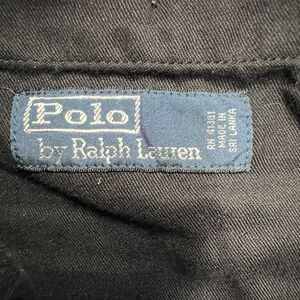 Polo
by Ralph Lauren
RN 41381
MADE IN
SRI LANKA